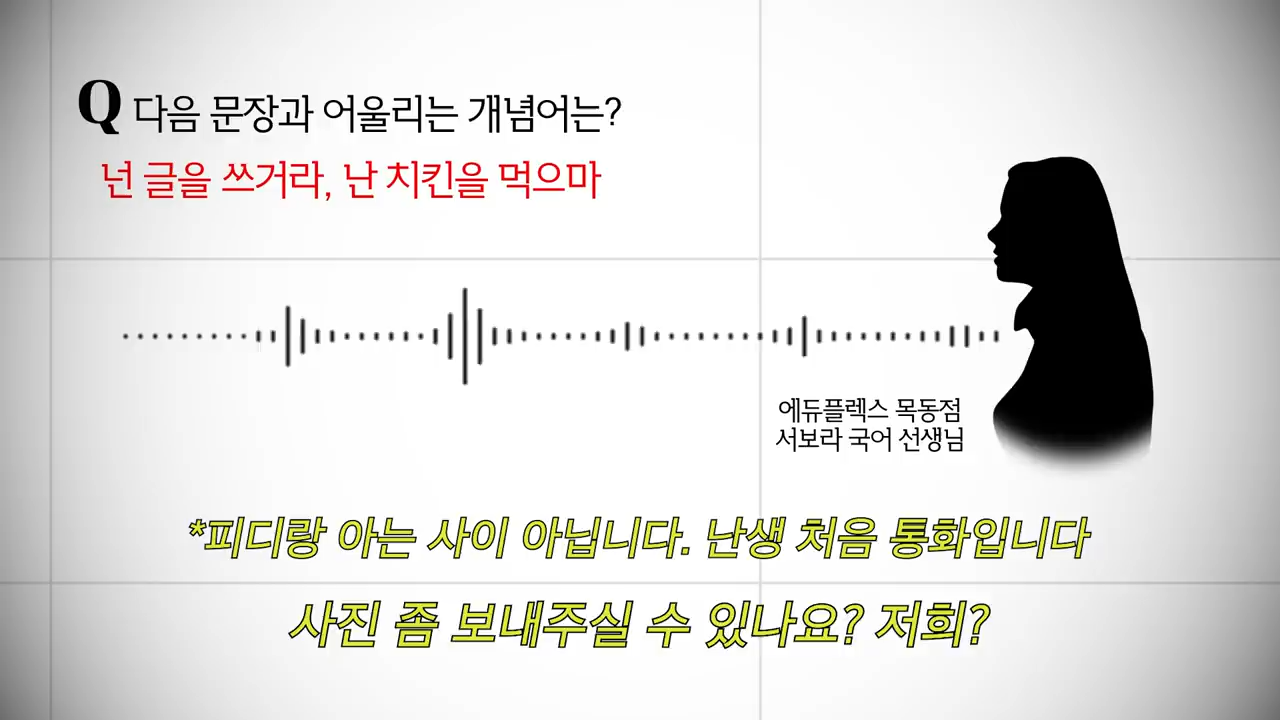 Q 다음 문장과 어울리는 개념어는?
넌 글을 쓰거라, 난 치킨을 먹으마
에듀플렉스 목동점
서보라 국어 선생님
*피디랑 아는 사이 아닙니다. 난생 처음 통화입니다
사진 좀 보내주실 수 있나요? 저희?